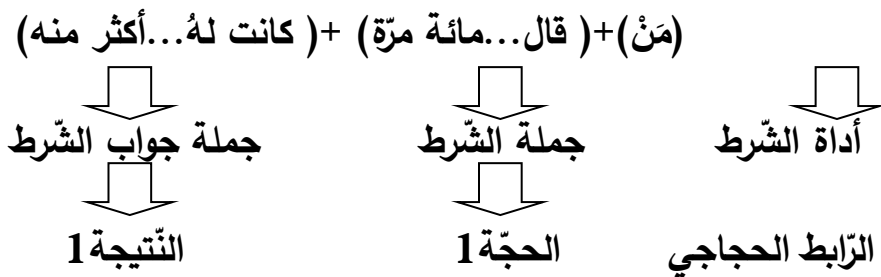 (مَنْ)+( قال...مائة مرّة) +( كانت لهُ...أكثر منه)
أداة الشّرط جملة الشّرط جملة جواب الشّرط
الرّابط الحجاجي الحجّة1 النّتيجة1